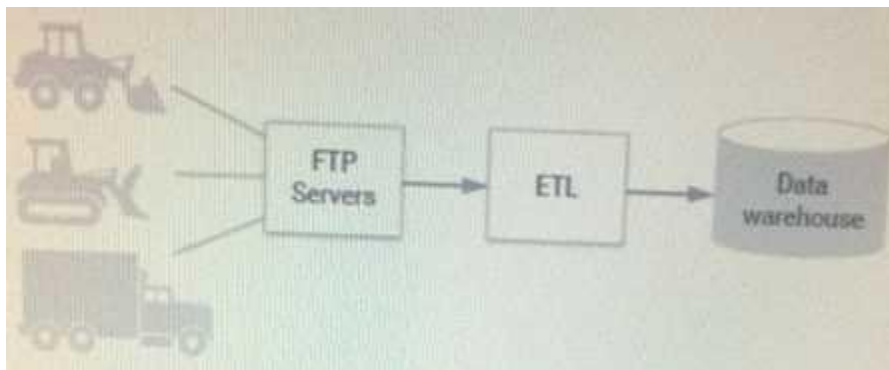 FTP
Servers
ETL
Data
warehouse